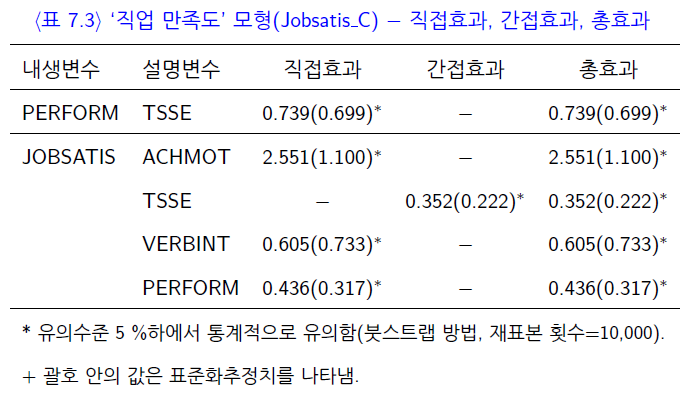 〈표 7.3〉 ‘직업 만족도’ 모형(Jobsatis_C) − 직접효과, 간접효과, 총효과
내생변수 설명변수 직접효과 간접효과 총효과
PERFORM TSSE 0.739(0.699)* − 0.739(0.699)*
JOBSATIS ACHMOT 2.551(1.100)* − 2.551(1.100)*
TSSE − 0.352(0.222)* 0.352(0.222)*
VERBINT 0.605(0.733)* − 0.605(0.733)*
PERFORM 0.436(0.317)* − 0.436(0.317)*
* 유의수준 5 %하에서 통계적으로 유의함(붓스트랩 방법, 재표본 횟수=10,000).
+ 괄호 안의 값은 표준화추정치를 나타냄.